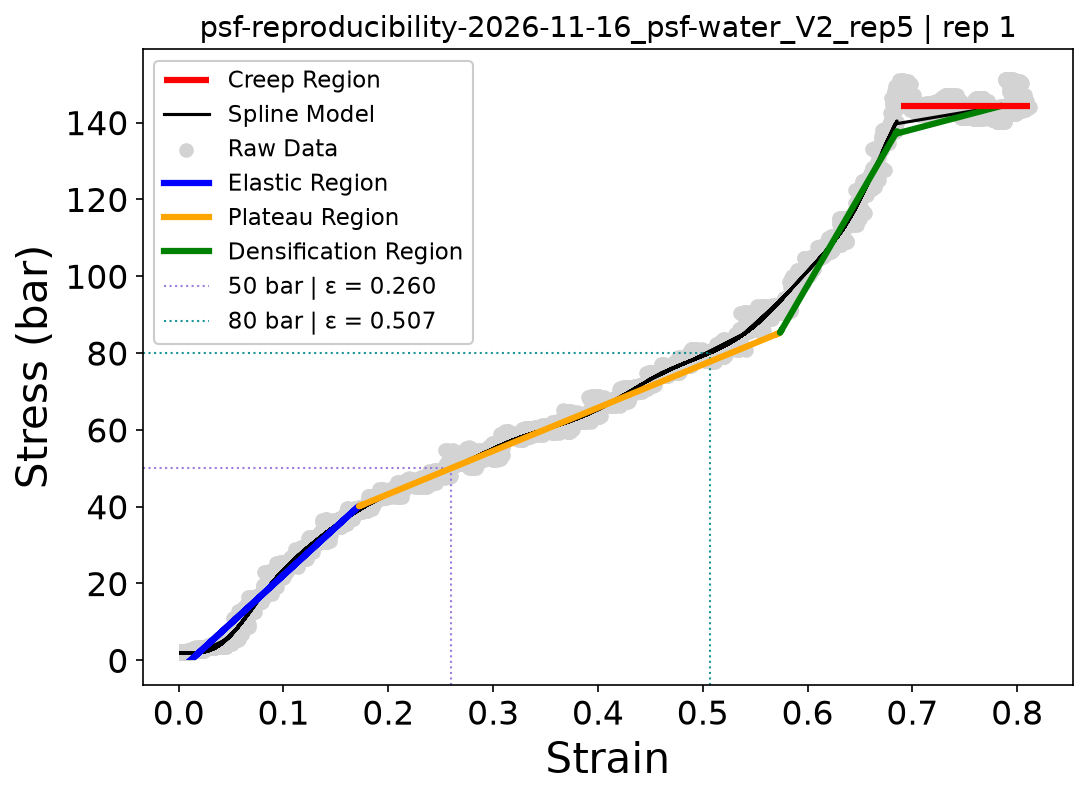 psf-reproducibility-2026-11-16_psf-water_V2_rep5 | rep 1
Creep Region
Spline Model
Raw Data
Elastic Region
Plateau Region
Densification Region
50 bar | ε = 0.260
80 bar | ε = 0.507
Stress (bar)
140
120
100
80
60
40
20
0
0.0 0.1 0.2 0.3 0.4 0.5 0.6 0.7 0.8
Strain